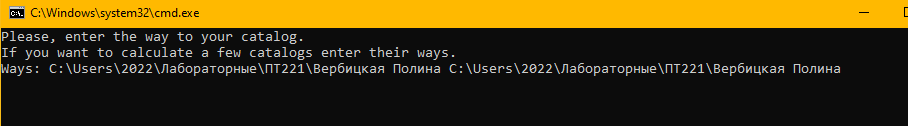 C:\Windows\system32\cmd.exe
Please, enter the way to your catalog.
If you want to calculate a few catalogs enter their ways.
Ways: C:\Users\2022\Лабораторные\ПТ221\Вербицкая Полина C:\Users\2022\Лабораторные\ПТ221\Вербицкая Полина